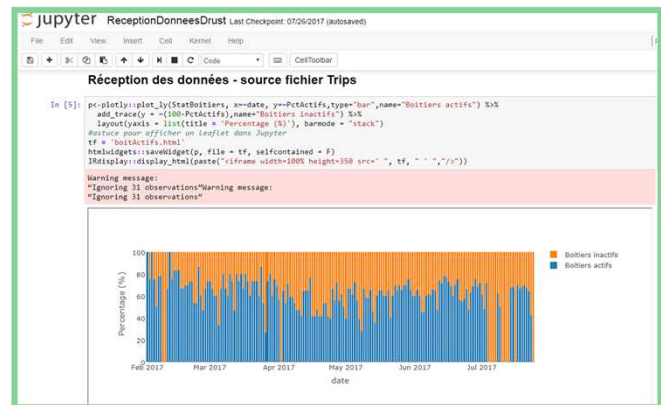 jupyter ReceptionDonneesDrust Last Checkpoint: 07/26/2017 (autosaved)
File Edit View Insert Cell Kernel Help
Code CellToolbar
Réception des données - source fichier Trips
In [5]: p<-plotly::plot_ly(StatBoitiers, x=~date, y=~PctActifs,type="bar",name="Boitiers actifs") %>%
add_trace(y = ~(100-PctActifs),name="Boitiers inactifs") %>%
layout(yaxis = list(title = 'Percentage (%)'), barmode = "stack")
#astuce pour afficher un leaflet dans Jupyter
tf = 'boitActifs.html'
htmlwidgets::saveWidget(p, file = tf, selfcontained = F)
IRdisplay::display_html(paste("<iframe width=100% height=350 src=' ", tf, " ' ","/>"))
Warning message:
"Ignoring 31 observations"Warning message:
"Ignoring 31 observations"
100
80
60
40
20
0
Percentage (%)
Boitiers inactifs
Boitiers actifs
Feb 2017 Mar 2017 Apr 2017 May 2017 Jun 2017 Jul 2017
date